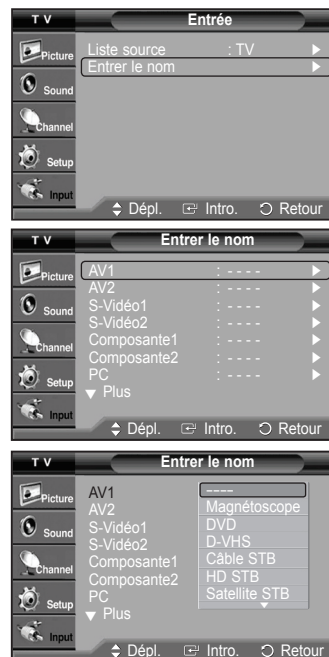 T V Entrée
Picture
Sound
Channel
Setup
Input
Liste source : TV
Entrer le nom
Dépl. Intro. Retour
T V Entrer le nom
Picture
Sound
Channel
Setup
Input
AV1 : - - - -
AV2 : - - - -
S-Vidéo1 : - - - -
S-Vidéo2 : - - - -
Composante1 : - - - -
Composante2 : - - - -
PC : - - - -
▼ Plus
Dépl. Intro. Retour
T V Entrer le nom
Picture
Sound
Channel
Setup
Input
AV1
AV2
S-Vidéo1
S-Vidéo2
Composante1
Composante2
PC
▼ Plus
----
Magnétoscope
DVD
D-VHS
Câble STB
HD STB
Satellite STB
Dépl. Intro. Retour